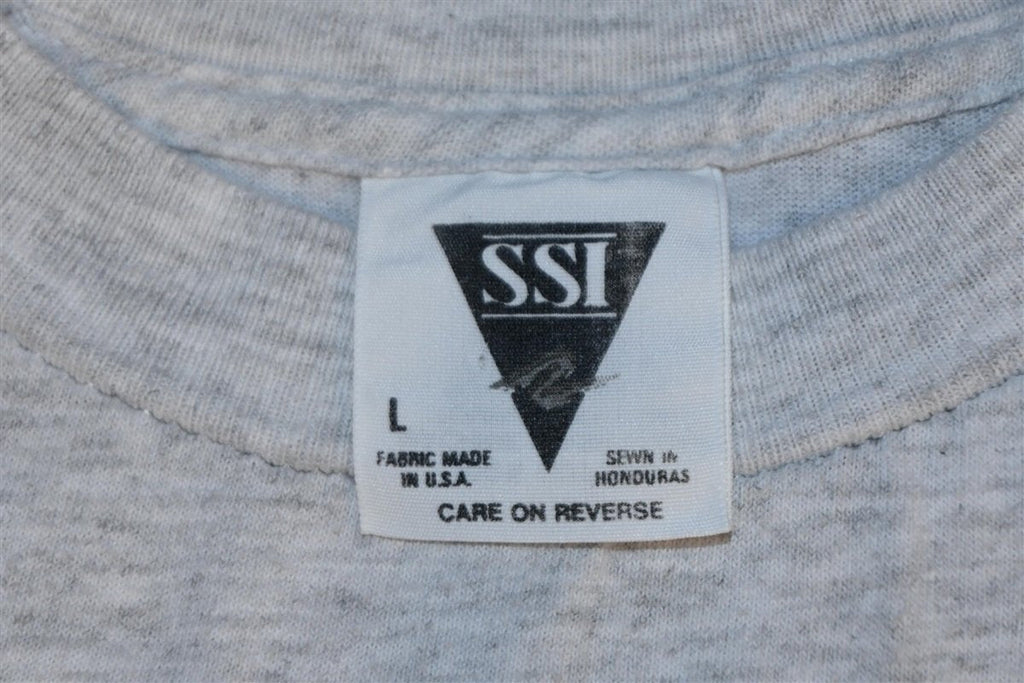 SSI
L
FABRIC MADE
IN U.S.A.
SEWN IN
HONDURAS
CARE ON REVERSE